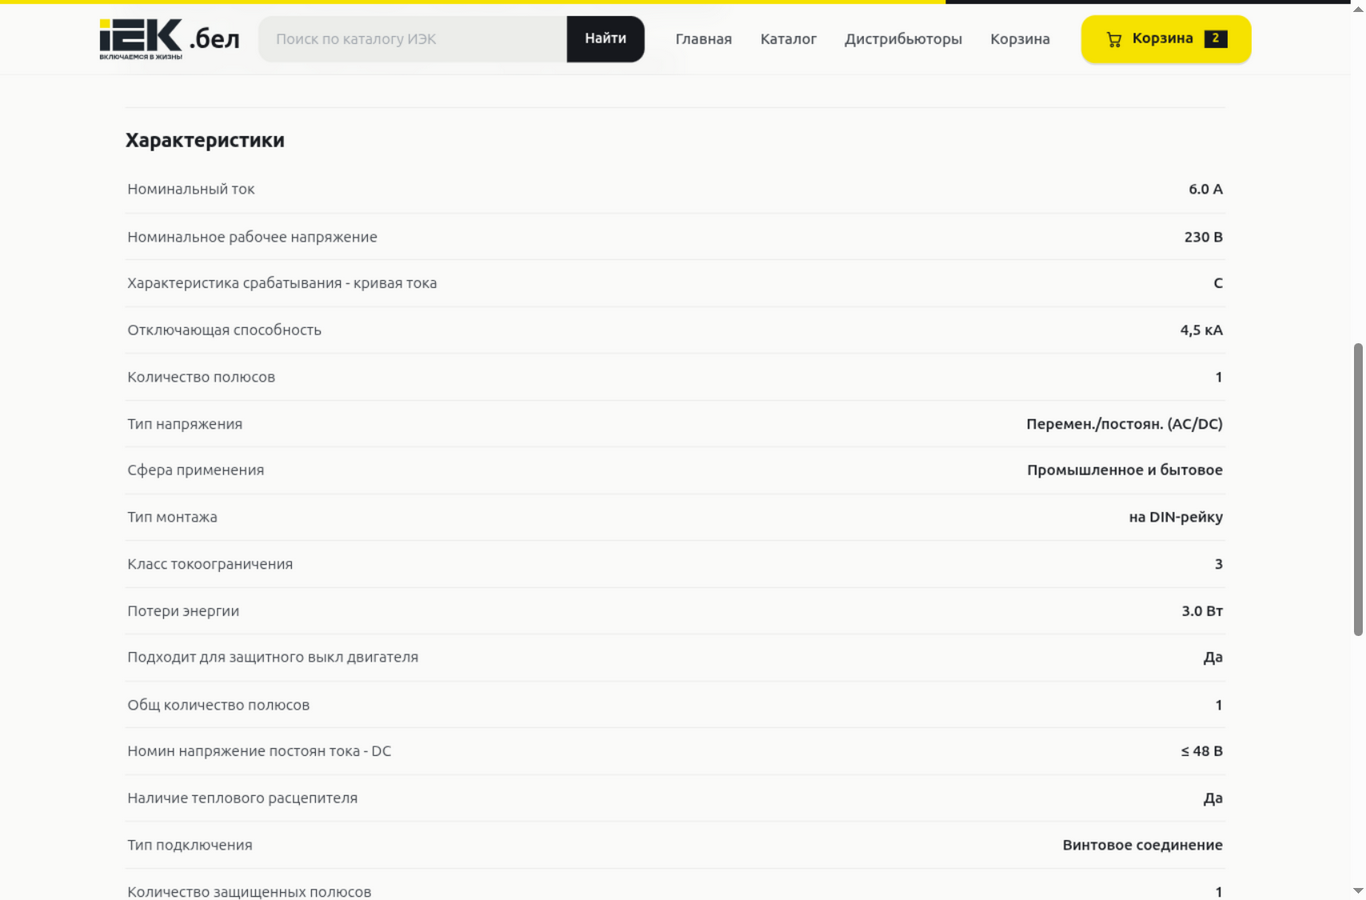 IEK .бел
ВКЛЮЧАЕМСЯ В ЖИЗНЬ!
Поиск по каталогу ИЭК
Найти
Главная
Каталог
Дистрибьюторы
Корзина
Корзина 2
Характеристики
Номинальный ток 6.0 А
Номинальное рабочее напряжение 230 В
Характеристика срабатывания - кривая тока C
Отключающая способность 4,5 кА
Количество полюсов 1
Тип напряжения Перемен./постоян. (AC/DC)
Сфера применения Промышленное и бытовое
Тип монтажа на DIN-рейку
Класс токоограничения 3
Потери энергии 3.0 Вт
Подходит для защитного выкл двигателя Да
Общ количество полюсов 1
Номин напряжение постоян тока - DC ≤ 48 В
Наличие теплового расцепителя Да
Тип подключения Винтовое соединение
Количество защищенных полюсов 1